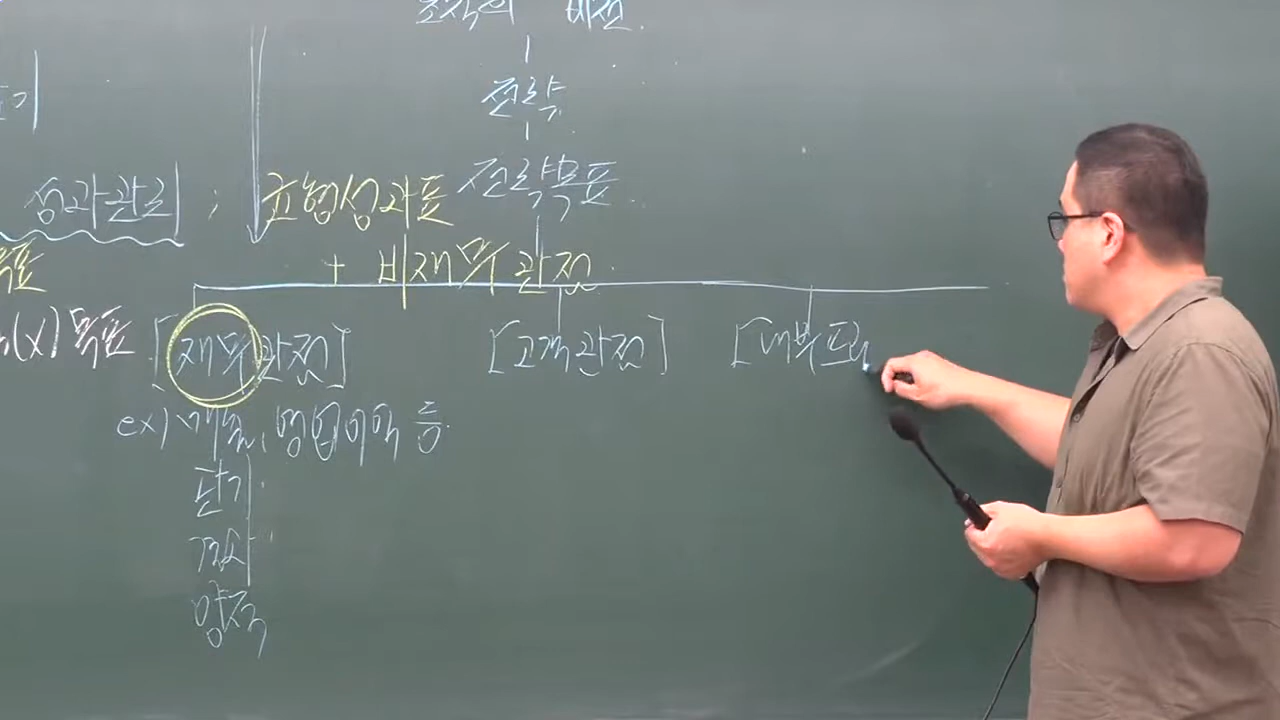 조직의 비전.
전략
전략목표.
성과관리 ; 균형성과표
+ 비재무 관점.
(x) 목표
[재무관점] [고객관점] [내부프로
ex) 매출, 영업이익 등.
단기
결과
양적